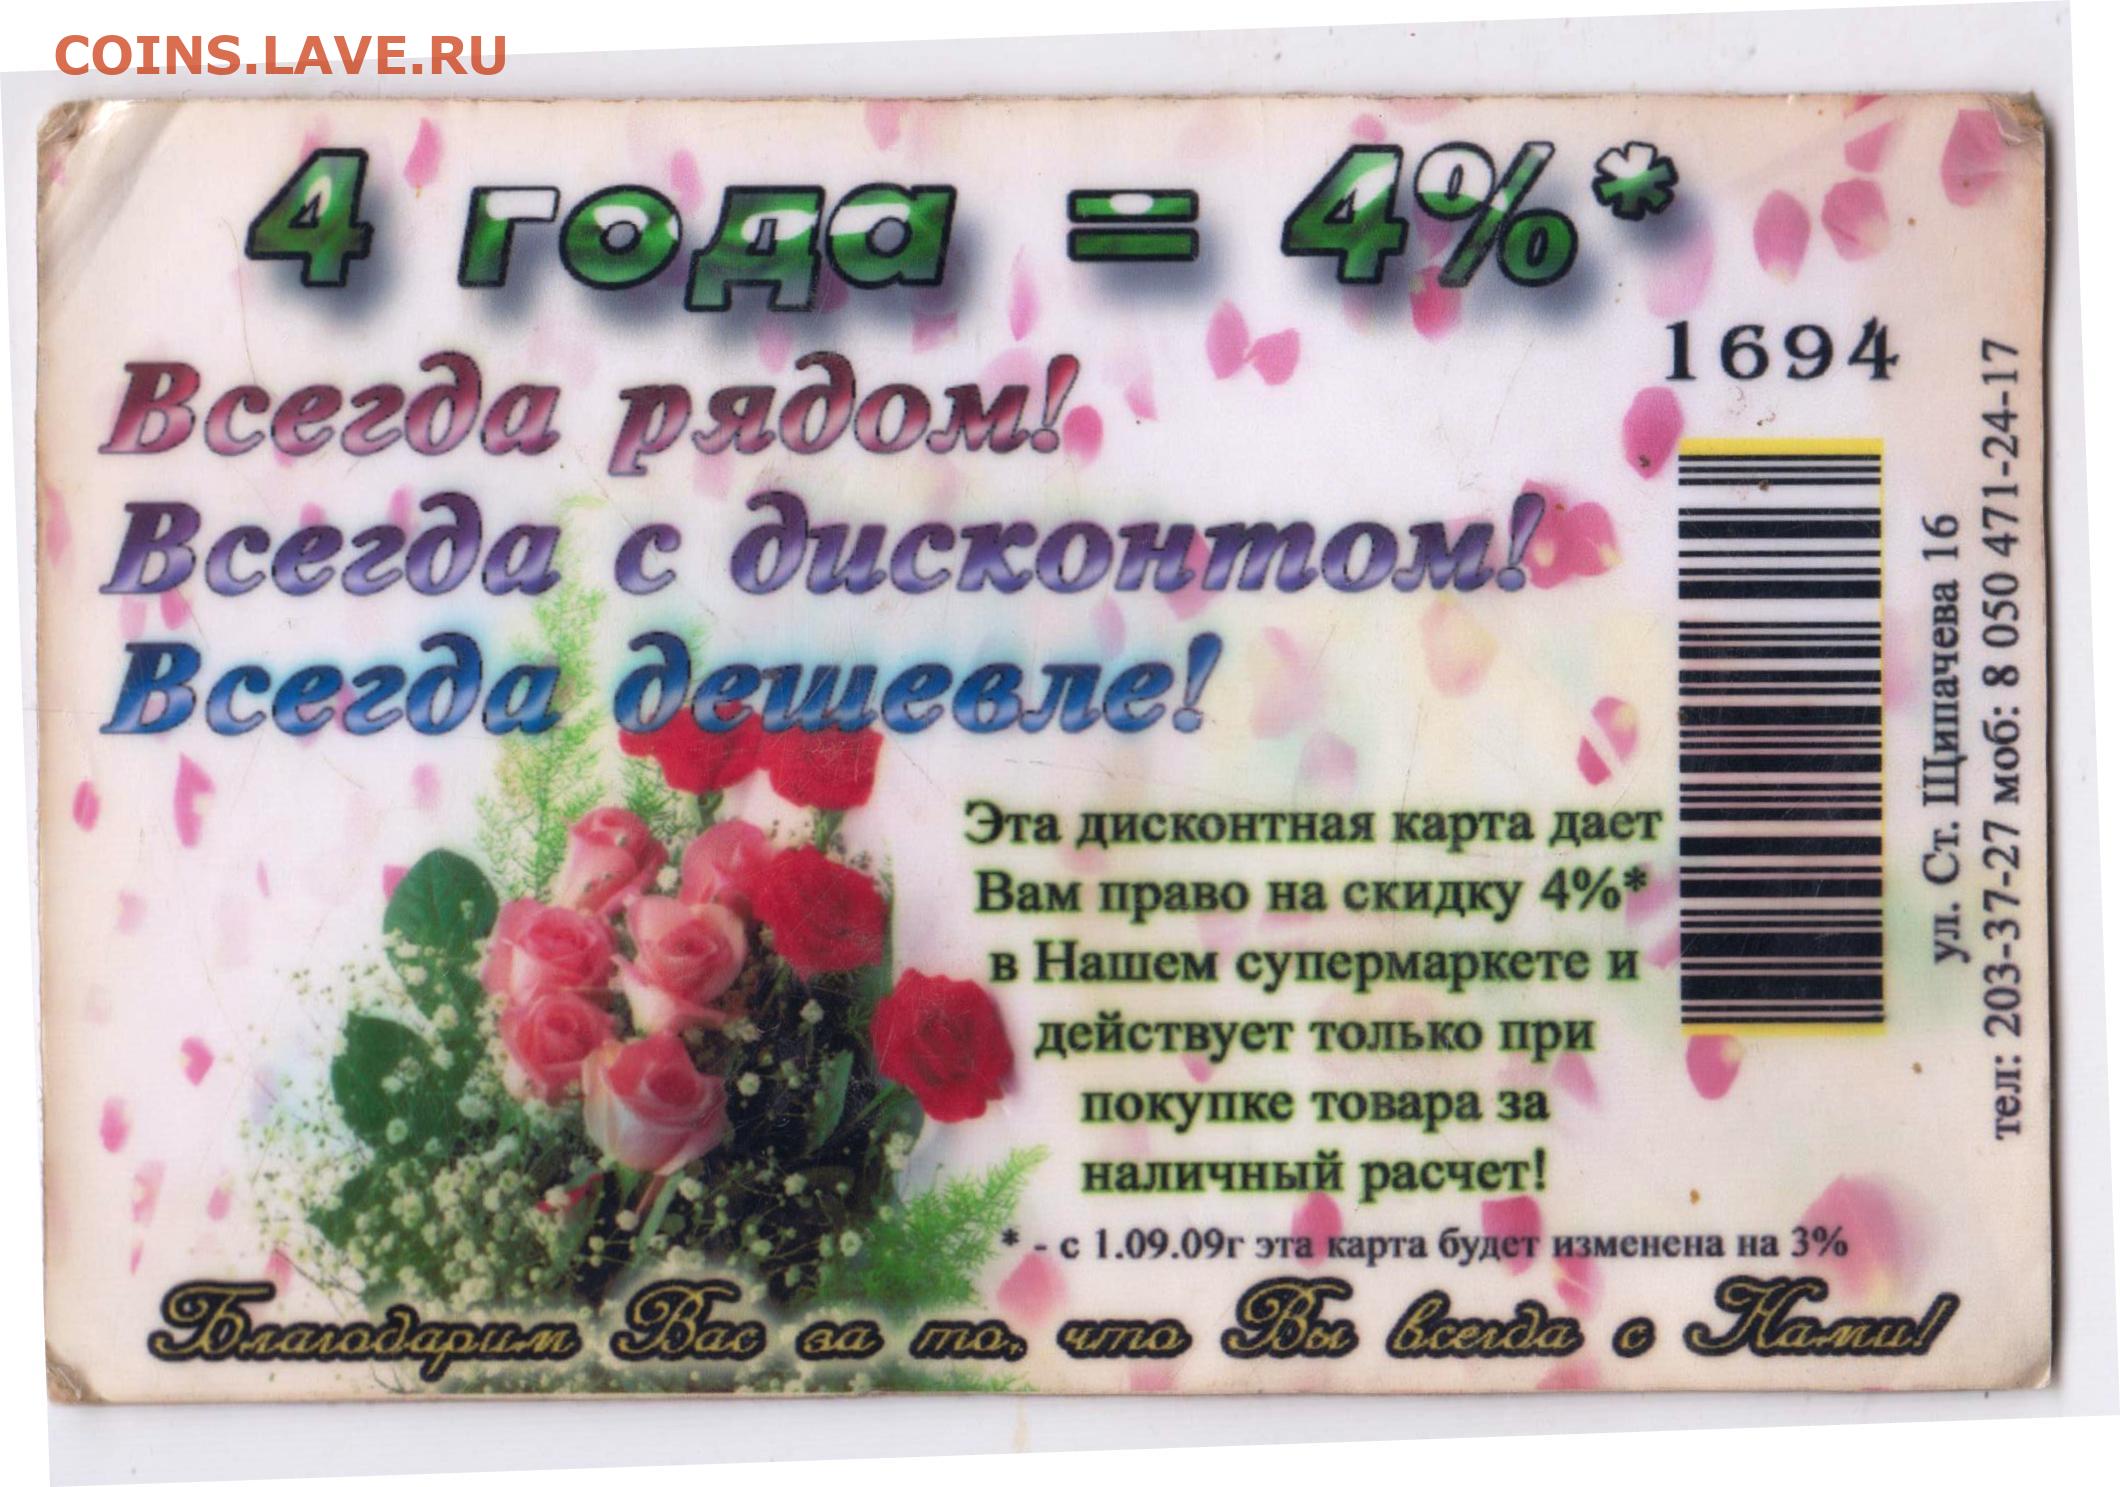 COINS.LAVE.RU
4 года = 4%*
Всегда рядом!
1694
Всегда с дисконтом!
Всегда дешевле!
Эта дисконтная карта дает
Вам право на скидку 4%*
в Нашем супермаркете и
действует только при
покупке товара за
наличный расчет!
* - с 1.09.09г эта карта будет изменена на 3%
Благодарим Вас за то, что Вы всегда с Нами!
ул. Ст. Щипачева 16
тел: 203-37-27 моб: 8 050 471-24-17